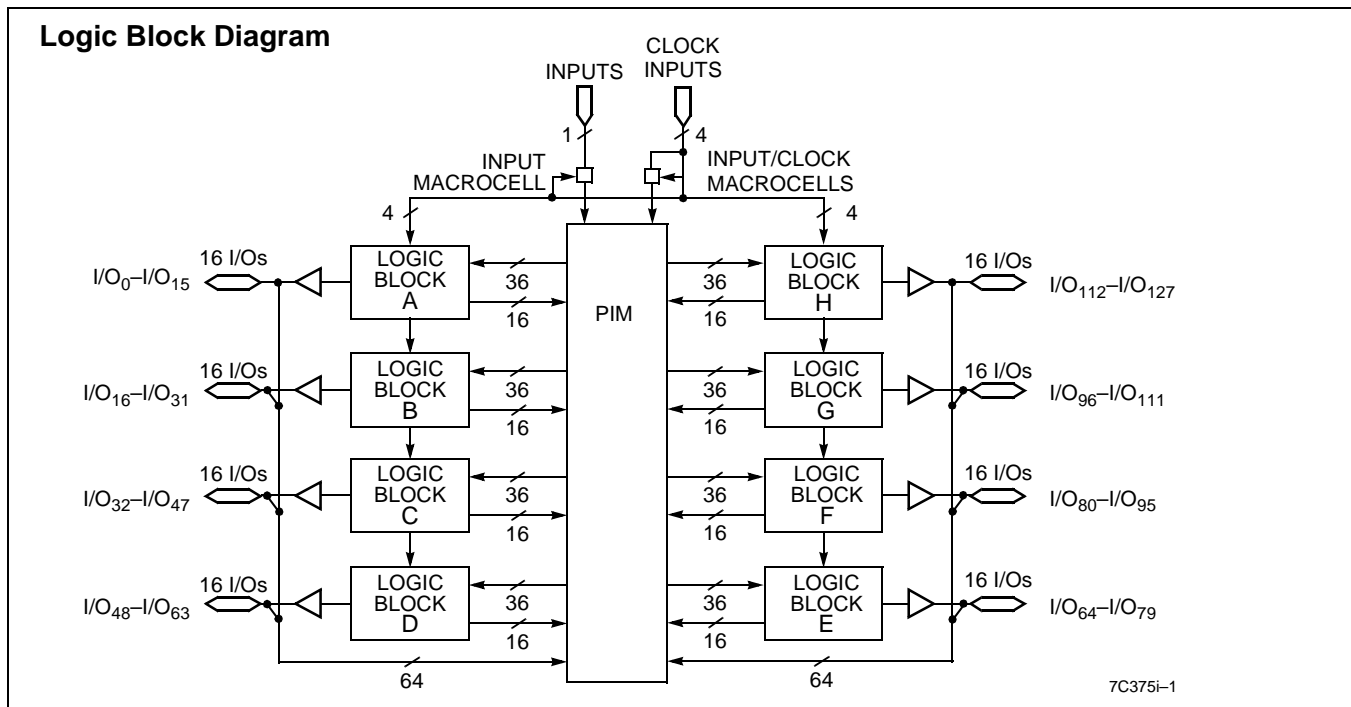 Logic Block Diagram
CLOCK
INPUTS
INPUTS
1
4
INPUT
MACROCELL
INPUT/CLOCK
MACROCELLS
4
4
16 I/Os
I/O0–I/O15
LOGIC
BLOCK
A
36
16
PIM
36
16
LOGIC
BLOCK
H
16 I/Os
I/O112–I/O127
16 I/Os
I/O16–I/O31
LOGIC
BLOCK
B
36
16
36
16
LOGIC
BLOCK
G
16 I/Os
I/O96–I/O111
16 I/Os
I/O32–I/O47
LOGIC
BLOCK
C
36
16
36
16
LOGIC
BLOCK
F
16 I/Os
I/O80–I/O95
16 I/Os
I/O48–I/O63
LOGIC
BLOCK
D
36
16
36
16
LOGIC
BLOCK
E
16 I/Os
I/O64–I/O79
64
64
7C375i–1